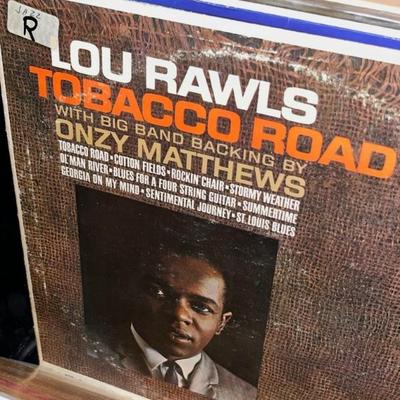 JAZZ
R
LOU RAWLS
TOBACCO ROAD
WITH BIG BAND BACKING BY
ONZY MATTHEWS
TOBACCO ROAD • COTTON FIELDS • ROCKIN' CHAIR • STORMY WEATHER
OL' MAN RIVER • BLUES FOR A FOUR STRING GUITAR • SUMMERTIME
GEORGIA ON MY MIND • SENTIMENTAL JOURNEY • ST. LOUIS BLUES